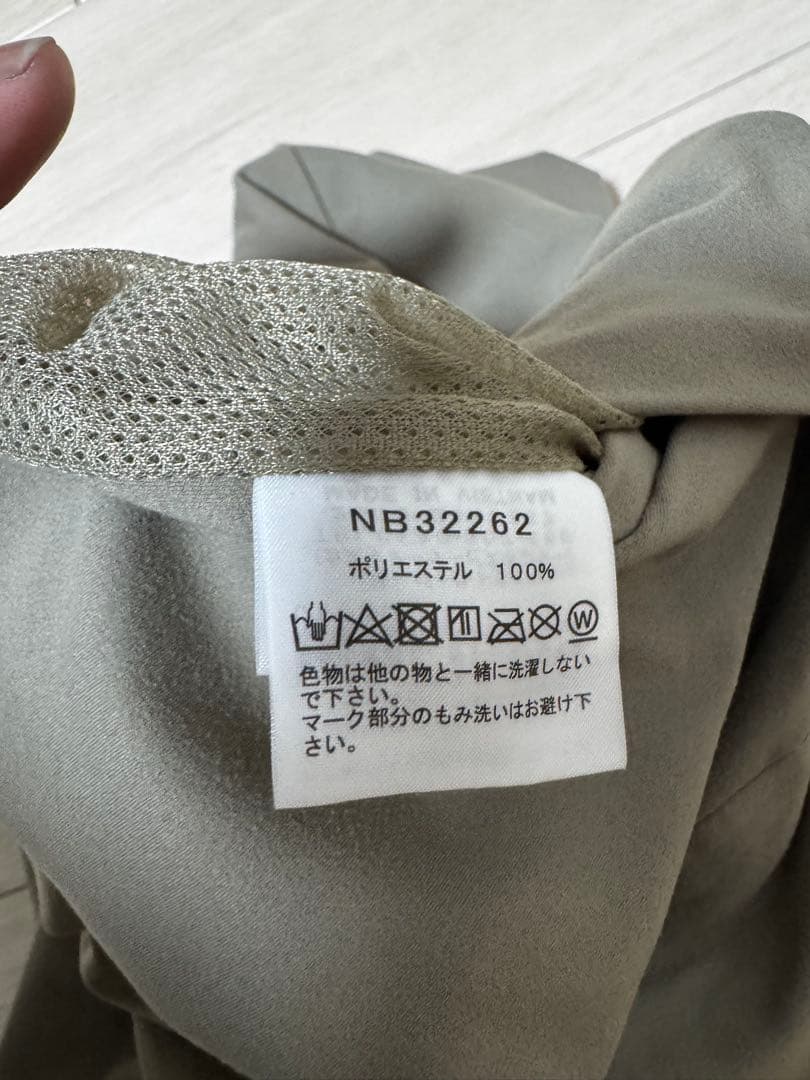 NB32262
ポリエステル 100%
W
色物は他の物と一緒に洗濯しない
で下さい。
マーク部分のもみ洗いはお避け下
さい。